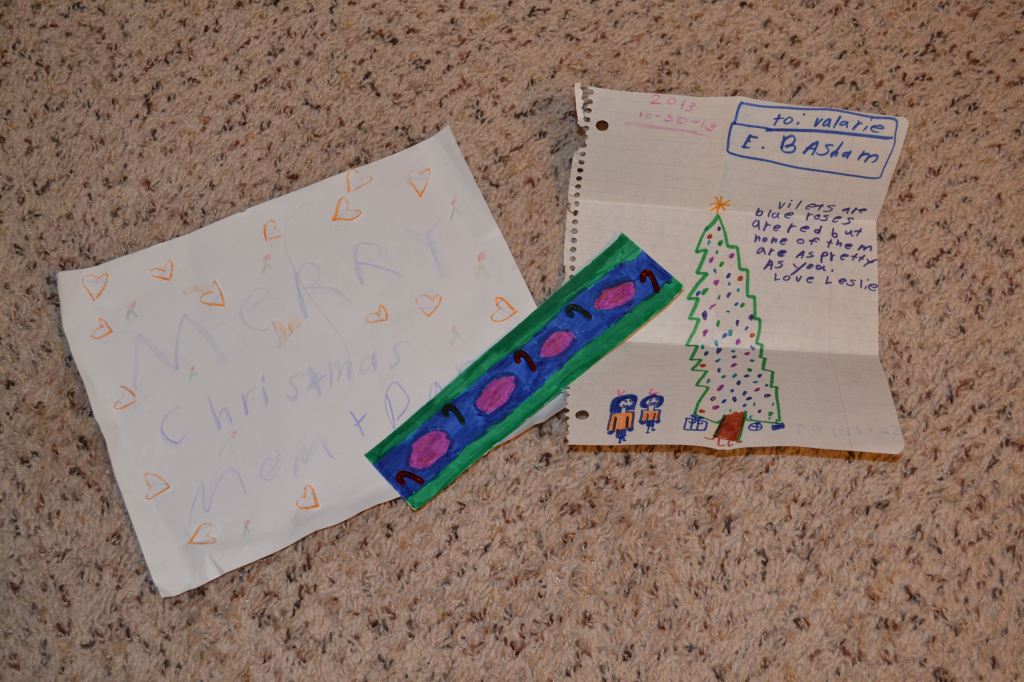 MERRY
Christmas
Mom + Da
2013
10-30-13
to: valarie
E. BAsham
vilets are
blue roses
are red but
none of them
are as pretty
As you.
Love Leslie